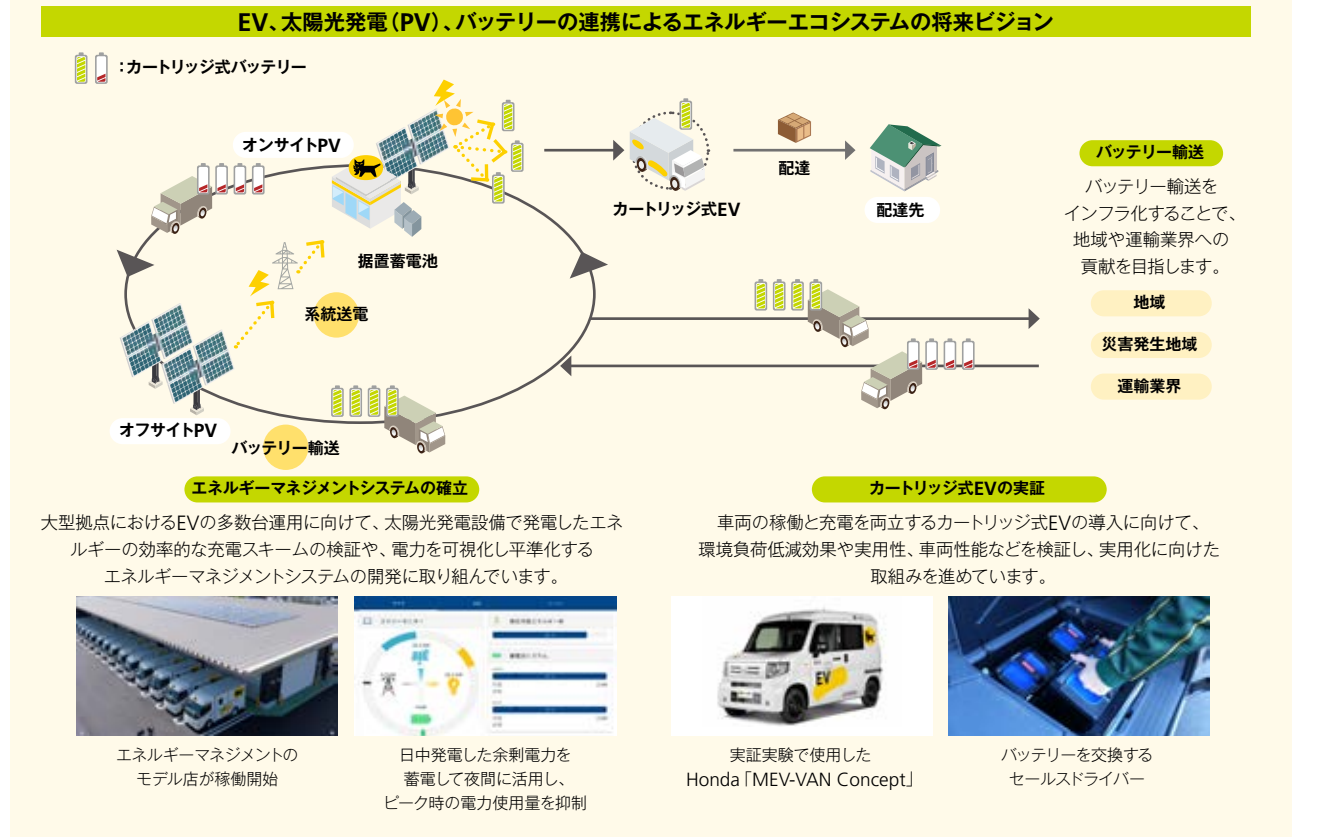 EV、太陽光発電(PV)、バッテリーの連携によるエネルギーエコシステムの将来ビジョン
:カートリッジ式バッテリー
オンサイトPV
据置蓄電池
系統送電
オフサイトPV
バッテリー輸送
カートリッジ式EV
配達
配達先
バッテリー輸送
バッテリー輸送を
インフラ化することで、
地域や運輸業界への
貢献を目指します。
地域
災害発生地域
運輸業界
エネルギーマネジメントシステムの確立
大型拠点におけるEVの多数台運用に向けて、太陽光発電設備で発電したエネ
ルギーの効率的な充電スキームの検証や、電力を可視化し平準化する
エネルギーマネジメントシステムの開発に取り組んでいます。
エネルギーマネジメントの
モデル店が稼働開始
日中発電した余剰電力を
蓄電して夜間に活用し、
ピーク時の電力使用量を抑制
カートリッジ式EVの実証
車両の稼働と充電を両立するカートリッジ式EVの導入に向けて、
環境負荷低減効果や実用性、車両性能などを検証し、実用化に向けた
取組みを進めています。
EV
実証実験で使用した
Honda「MEV-VAN Concept」
バッテリーを交換する
セールスドライバー